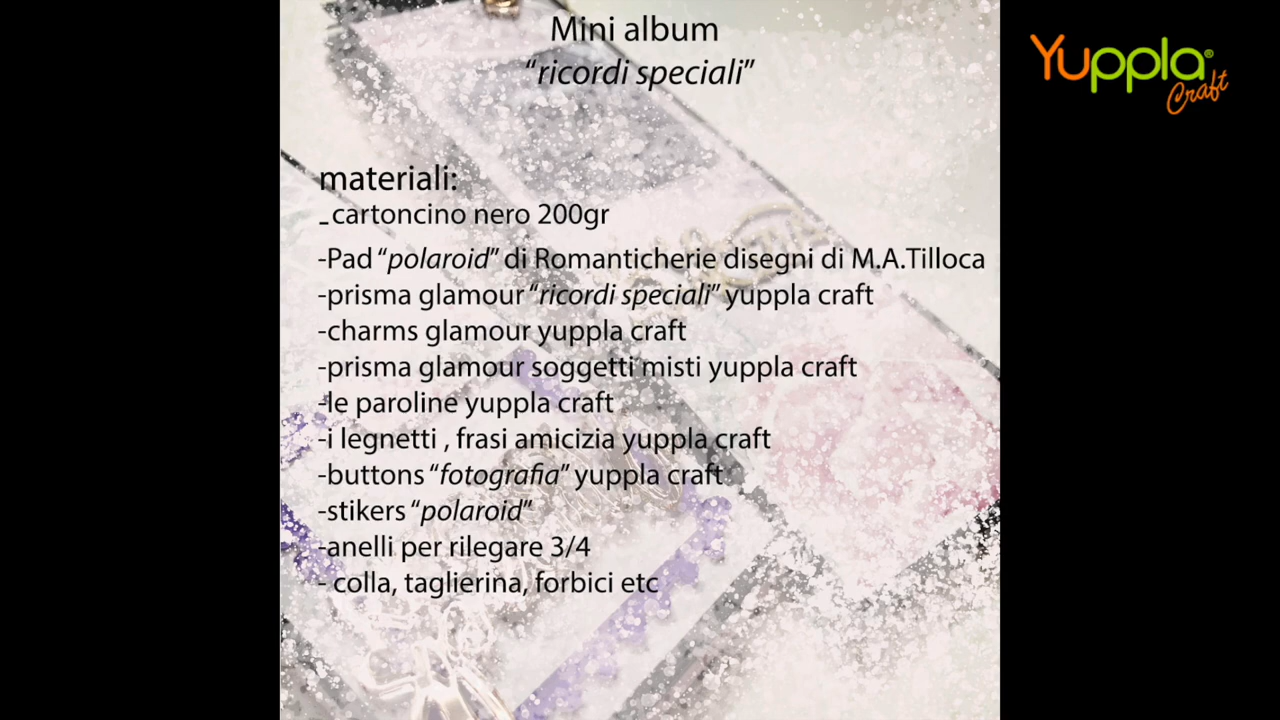 Mini album
“ricordi speciali”
Yuppla®
Craft
materiali:
-cartoncino nero 200gr
-Pad “polaroid” di Romanticherie disegni di M.A.Tilloca
-prisma glamour “ricordi speciali” yuppla craft
-charms glamour yuppla craft
-prisma glamour soggetti misti yuppla craft
-le paroline yuppla craft
-i legnetti , frasi amicizia yuppla craft
-buttons “fotografia” yuppla craft
-stikers “polaroid”
-anelli per rilegare 3/4
- colla, taglierina, forbici etc